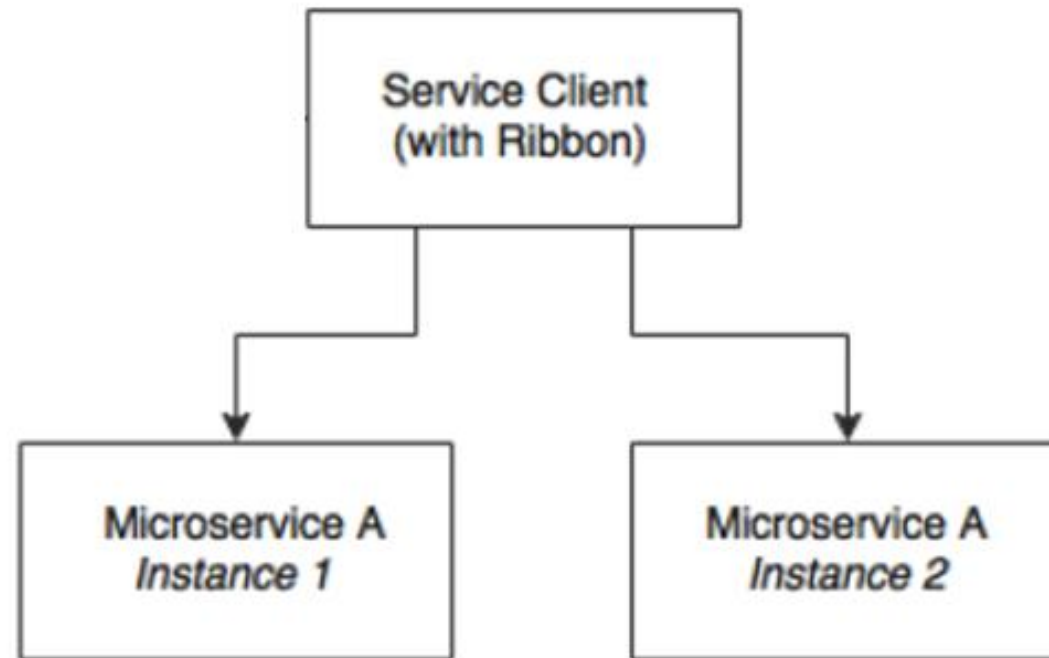 Service Client
(with Ribbon)
Microservice A
Instance 1
Microservice A
Instance 2